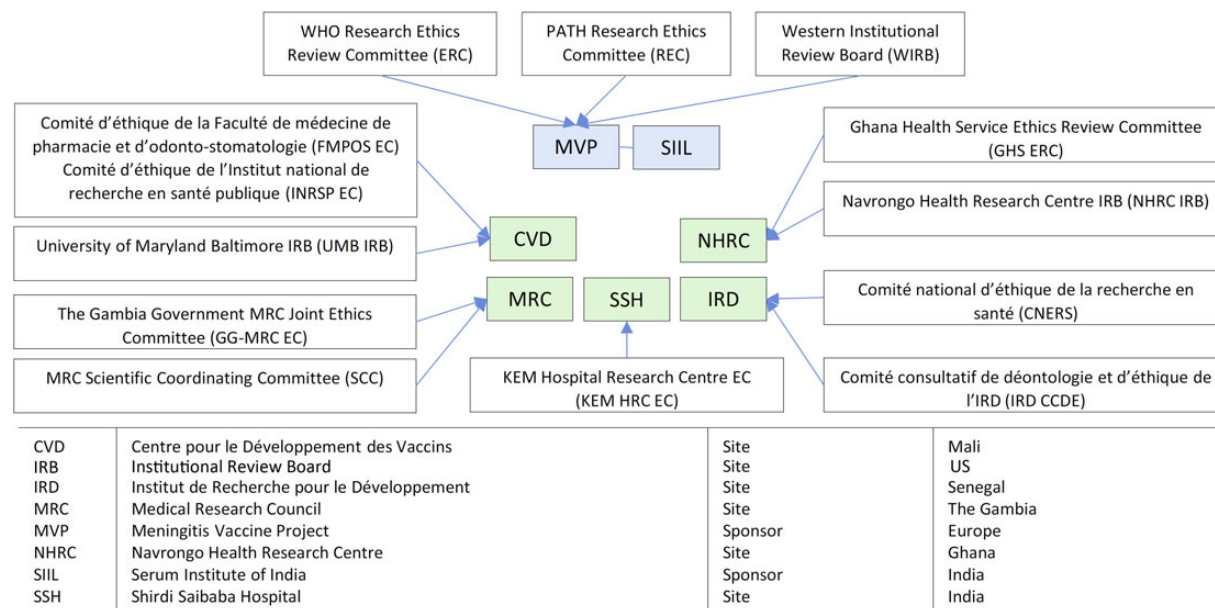 WHO Research Ethics
Review Committee (ERC)
PATH Research Ethics
Committee (REC)
Western Institutional
Review Board (WIRB)
Comité d’éthique de la Faculté de médecine de
pharmacie et d’odonto-stomatologie (FMPOS EC)
Comité d’éthique de l’Institut national de
recherche en santé publique (INRSP EC)
MVP
SIIL
Ghana Health Service Ethics Review Committee
(GHS ERC)
Navrongo Health Research Centre IRB (NHRC IRB)
University of Maryland Baltimore IRB (UMB IRB)
CVD
NHRC
MRC
SSH
IRD
The Gambia Government MRC Joint Ethics
Committee (GG-MRC EC)
Comité national d’éthique de la recherche en
santé (CNERS)
MRC Scientific Coordinating Committee (SCC)
KEM Hospital Research Centre EC
(KEM HRC EC)
Comité consultatif de déontologie et d’éthique de
l’IRD (IRD CCDE)
CVD Centre pour le Développement des Vaccins Site Mali
IRB Institutional Review Board Site US
IRD Institut de Recherche pour le Développement Site Senegal
MRC Medical Research Council Site The Gambia
MVP Meningitis Vaccine Project Sponsor Europe
NHRC Navrongo Health Research Centre Site Ghana
SIIL Serum Institute of India Sponsor India
SSH Shirdi Saibaba Hospital Site India